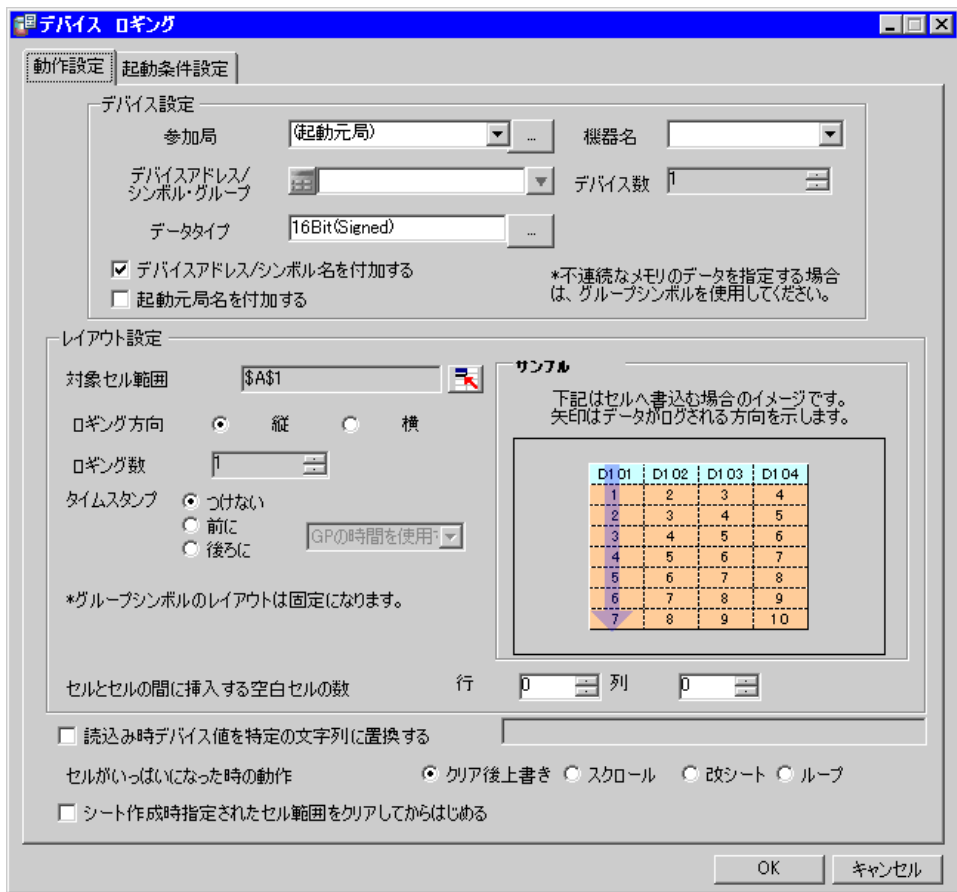 デバイス ロギング
動作設定 起動条件設定
デバイス設定
参加局 (起動元局) ... 機器名
デバイスアドレス/
シンボル・グループ デバイス数 1
データタイプ 16Bit(Signed) ...
デバイスアドレス/シンボル名を付加する
起動元局名を付加する
*不連続なメモリのデータを指定する場合
は、グループシンボルを使用してください。
レイアウト設定
対象セル範囲 $A$1
ロギング方向 縦 横
ロギング数 1
タイムスタンプ つけない
前に
後ろに
GPの時間を使用
*グループシンボルのレイアウトは固定になります。
サンプル
下記はセルへ書込む場合のイメージです。
矢印はデータがログされる方向を示します。
D101 D102 D103 D104
1 2 3 4
2 3 4 5
3 4 5 6
4 5 6 7
5 6 7 8
6 7 8 9
7 8 9 10
セルとセルの間に挿入する空白セルの数 行 0 列 0
読込み時デバイス値を特定の文字列に置換する
セルがいっぱいになった時の動作 クリア後上書き スクロール 改シート ループ
シート作成時指定されたセル範囲をクリアしてからはじめる
OK キャンセル